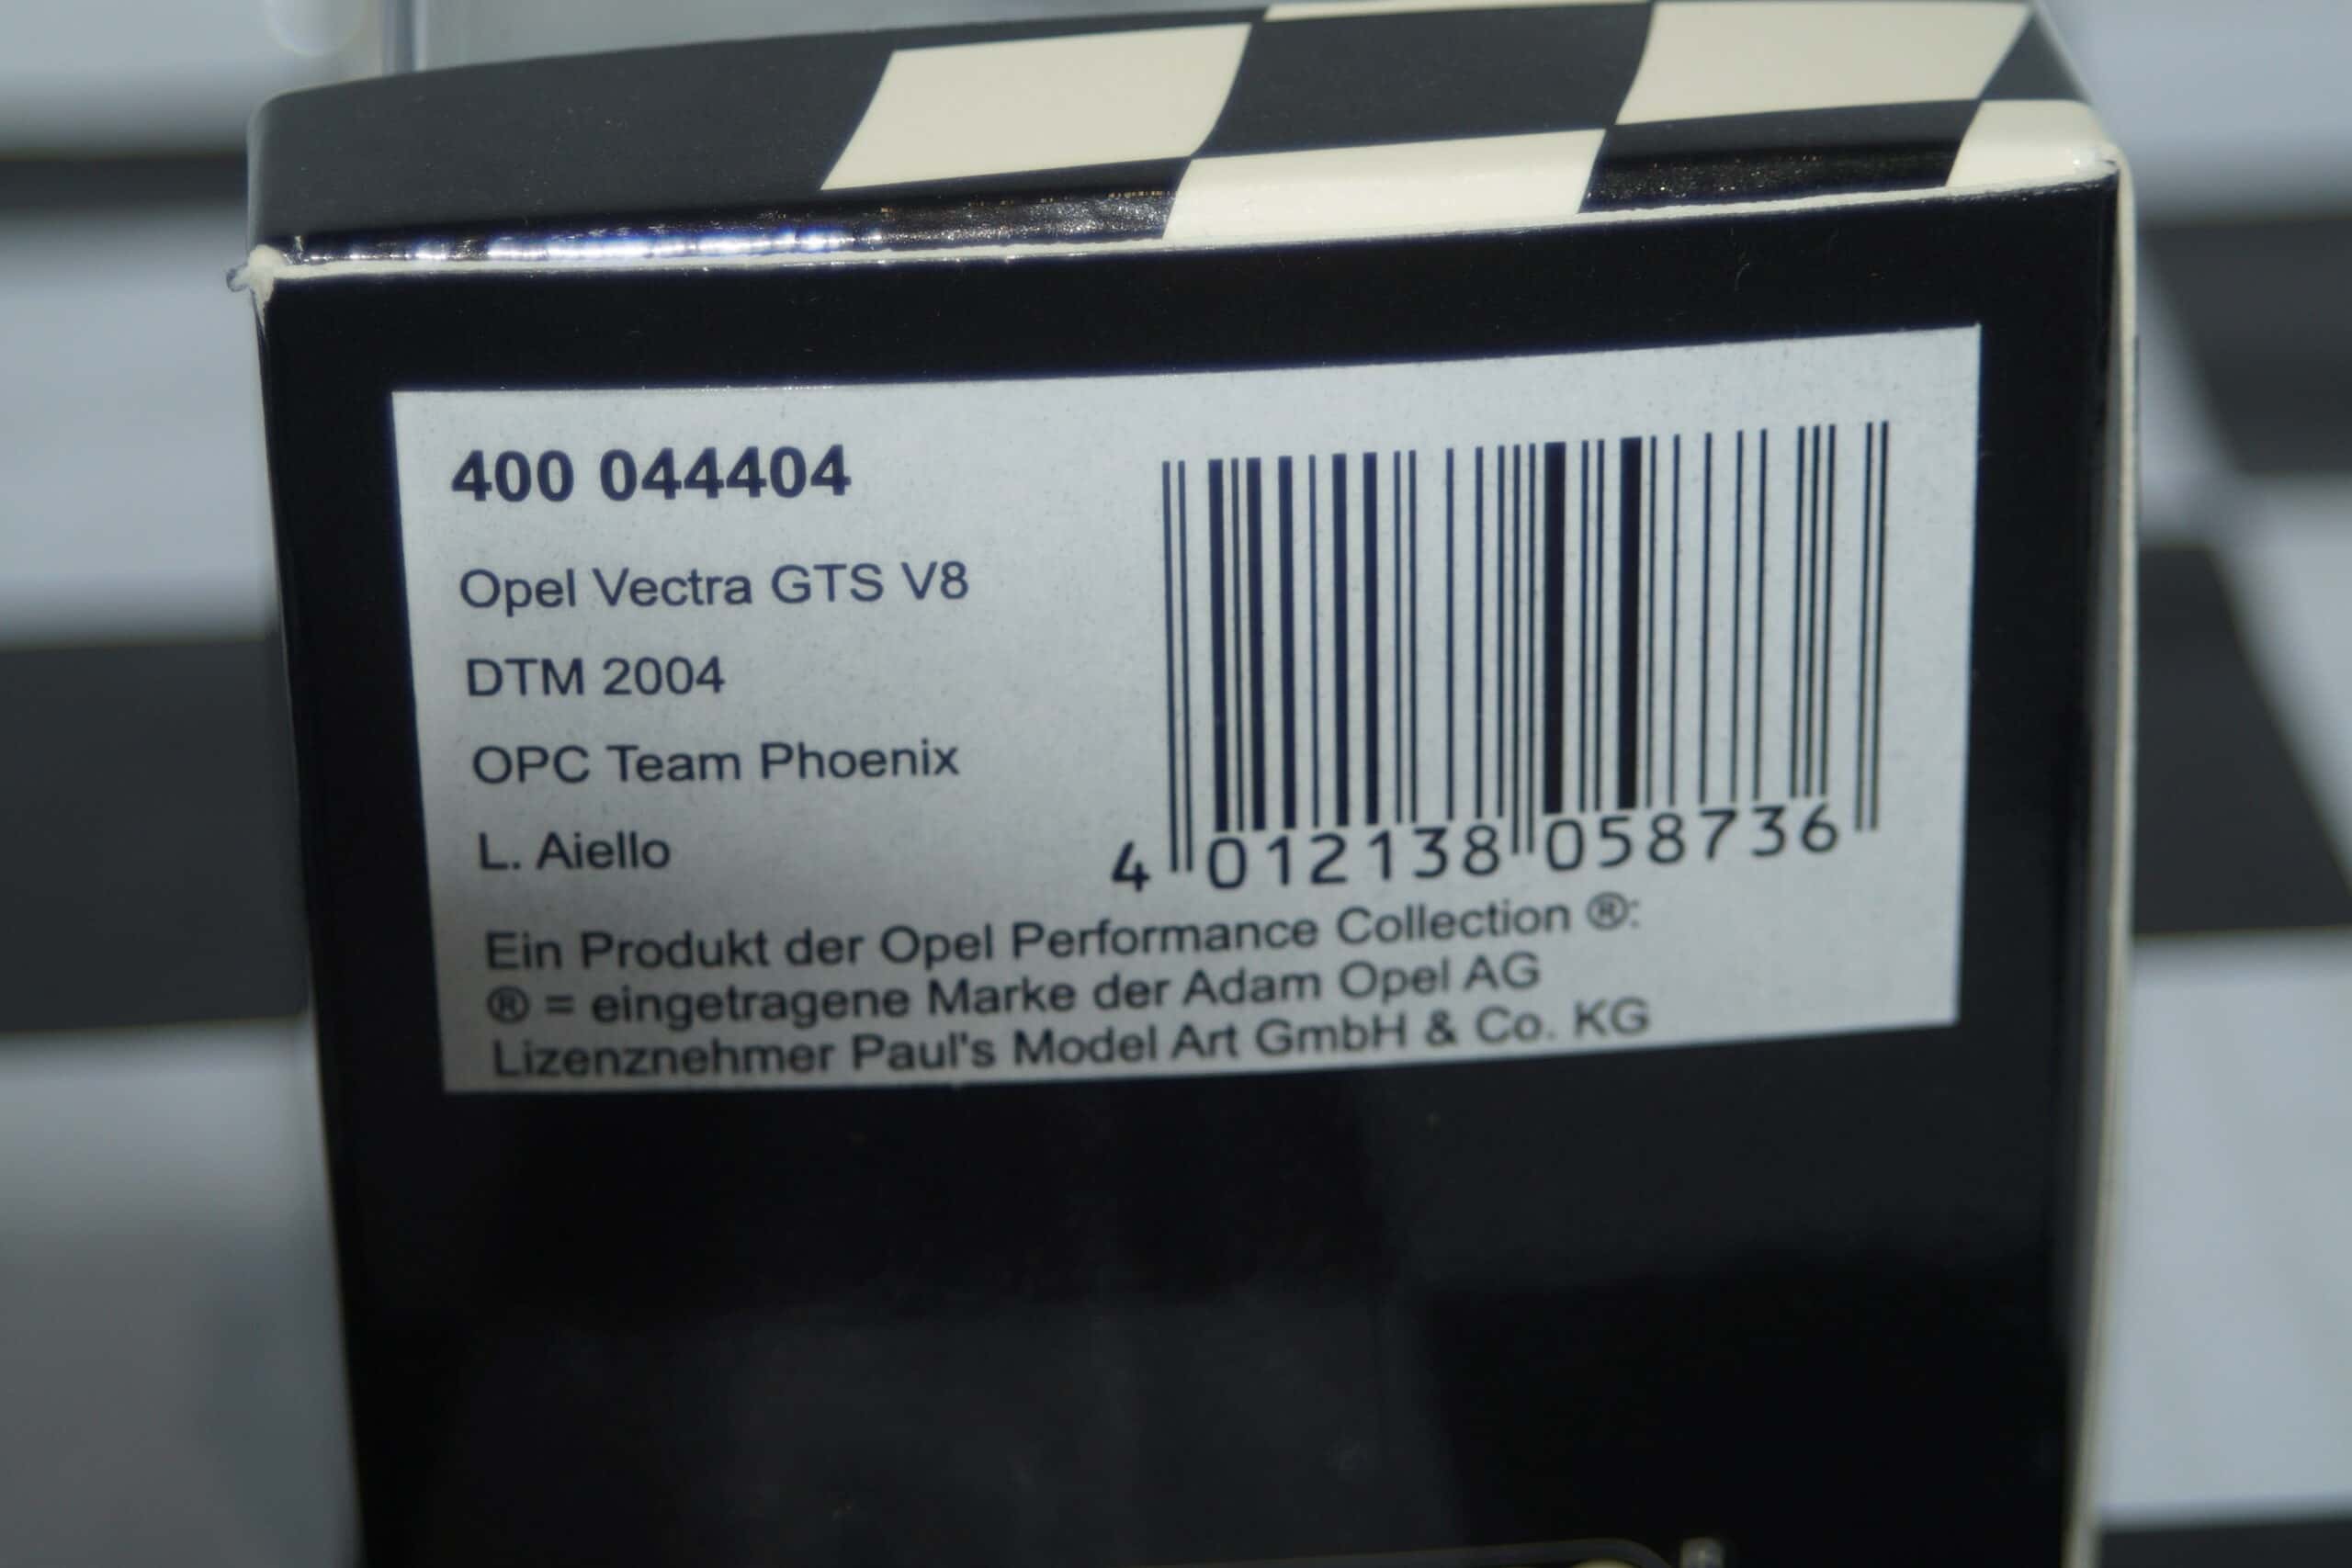 400 044404
Opel Vectra GTS V8
DTM 2004
OPC Team Phoenix
L. Aiello
4 012138 058736
Ein Produkt der Opel Performance Collection ®:
® = eingetragene Marke der Adam Opel AG
Lizenznehmer Paul's Model Art GmbH & Co. KG